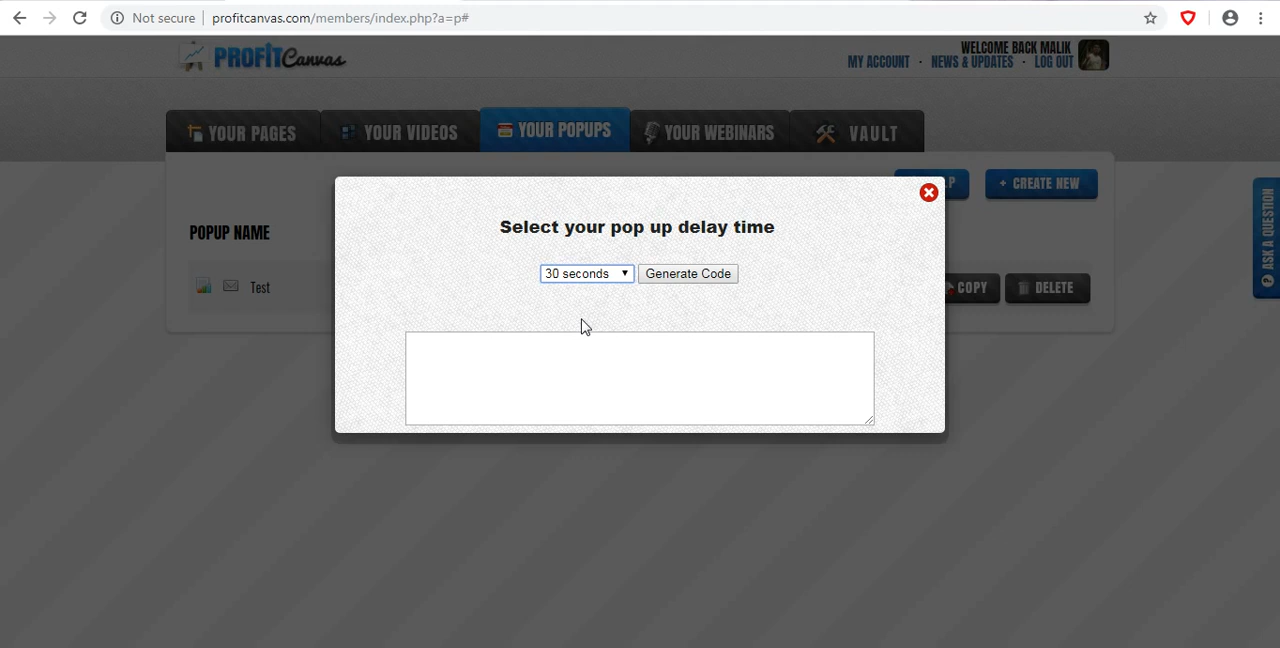 Not secure profitcanvas.com/members/index.php?a=p#
PROFIT Canvas
WELCOME BACK MALIK
MY ACCOUNT · NEWS & UPDATES · LOG OUT
YOUR PAGES YOUR VIDEOS YOUR POPUPS YOUR WEBINARS VAULT
+ CREATE NEW
POPUP NAME
Select your pop up delay time
30 seconds Generate Code
Test COPY DELETE
ASK A QUESTION